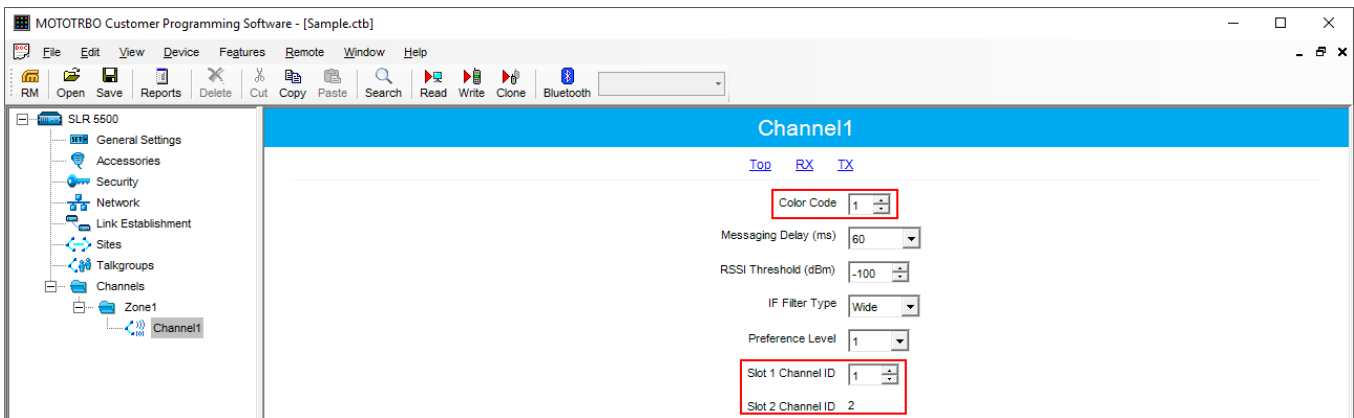 MOTOTRBO Customer Programming Software - [Sample.ctb]
File Edit View Device Features Remote Window Help
RM Open Save Reports Delete Cut Copy Paste Search Read Write Clone Bluetooth
SLR 5500
General Settings
Accessories
Security
Network
Link Establishment
Sites
Talkgroups
Channels
Zone1
Channel1
Channel1
Top RX TX
Color Code 1
Messaging Delay (ms) 60
RSSI Threshold (dBm) -100
IF Filter Type Wide
Preference Level 1
Slot 1 Channel ID 1
Slot 2 Channel ID 2